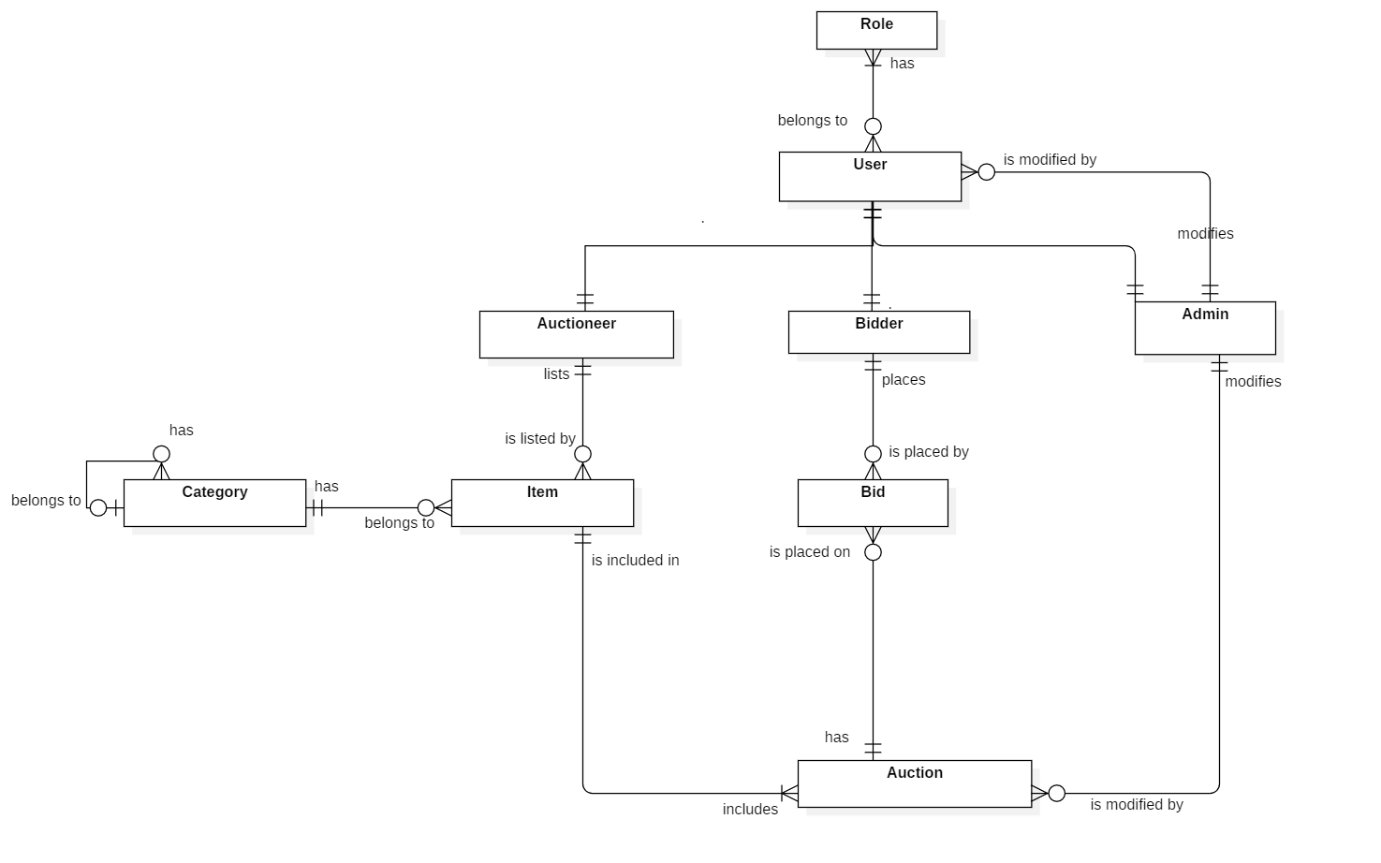 Role
has
belongs to
User
is modified by
modifies
Auctioneer
Bidder
Admin
lists
places
modifies
has
is listed by
is placed by
belongs to
Category
has
belongs to
Item
Bid
is included in
is placed on
has
Auction
includes
is modified by